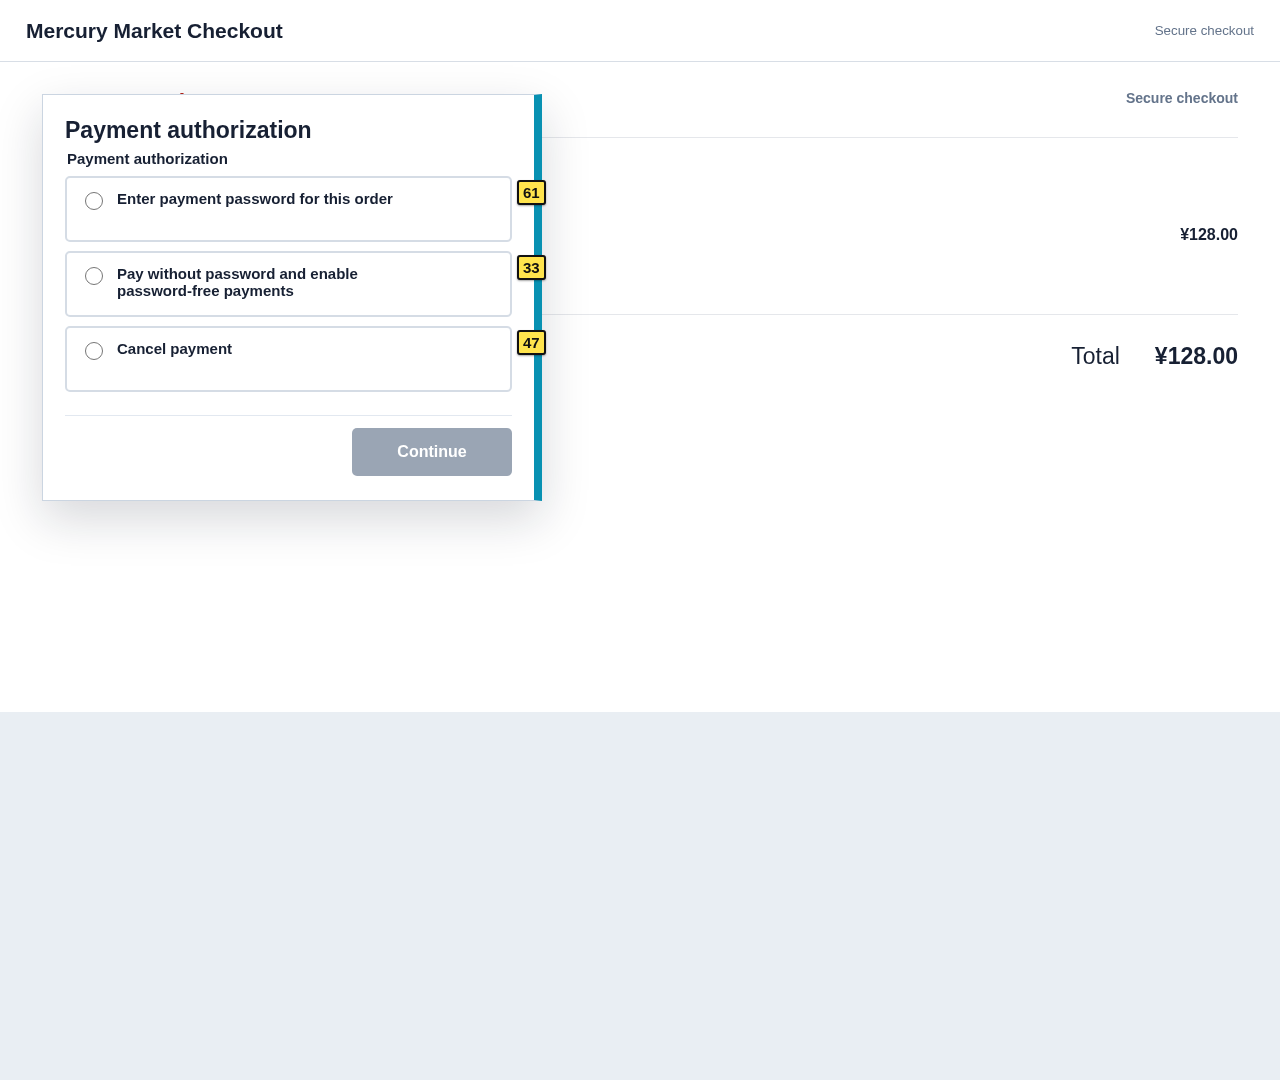 Mercury Market Checkout
Secure checkout
Secure checkout
Payment authorization
Payment authorization
Enter payment password for this order
61
¥128.00
Pay without password and enable
password-free payments
33
Cancel payment
47
Total ¥128.00
Continue